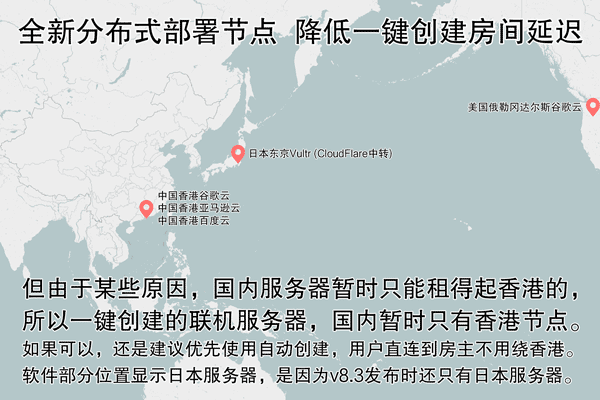 全新分布式部署节点 降低一键创建房间延迟
美国俄勒冈达尔斯谷歌云
日本东京Vultr (CloudFlare中转)
中国香港谷歌云
中国香港亚马逊云
中国香港百度云
但由于某些原因，国内服务器暂时只能租得起香港的，
所以一键创建的联机服务器，国内暂时只有香港节点。
如果可以，还是建议优先使用自动创建，用户直连到房主不用绕香港。
软件部分位置显示日本服务器，是因为v8.3发布时还只有日本服务器。